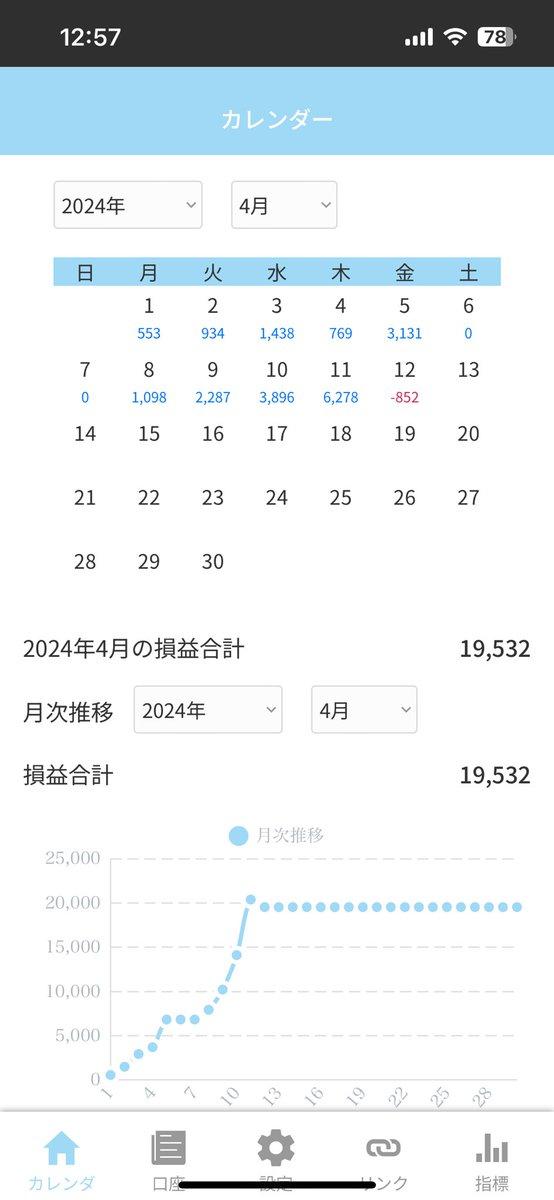 12:57
78
カレンダー
2024年 4月
日 月 火 水 木 金 土
1 2 3 4 5 6
553 934 1,438 769 3,131 0
7 8 9 10 11 12 13
0 1,098 2,287 3,896 6,278 -852
14 15 16 17 18 19 20
21 22 23 24 25 26 27
28 29 30
2024年4月の損益合計 19,532
月次推移 2024年 4月
損益合計 19,532
月次推移
25,000
20,000
15,000
10,000
5,000
0
1 4 7 10 13 16 19 22 25 28
カレンダ 口座 設定 リンク 指標